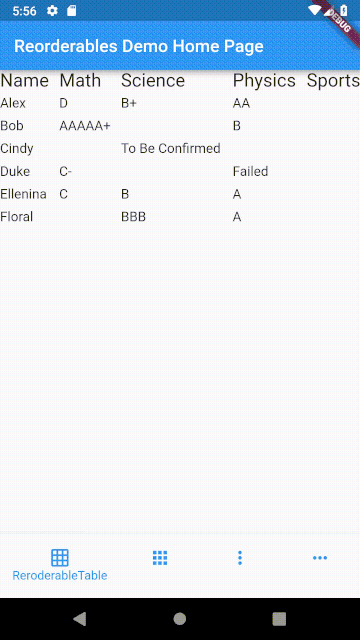 5:56
DEBUG
Reorderables Demo Home Page
Name Math Science Physics Sports
Alex D B+ AA
Bob AAAAA+ B
Cindy To Be Confirmed
Duke C- Failed
Ellenina C B A
Floral BBB A
ReroderableTable